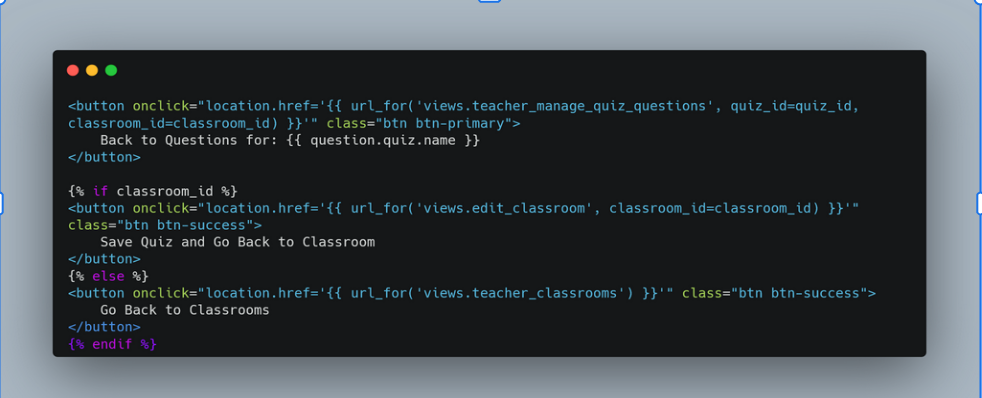 <button onclick="location.href='{{ url_for('views.teacher_manage_quiz_questions', quiz_id=quiz_id,
classroom_id=classroom_id) }}'" class="btn btn-primary">
    Back to Questions for: {{ question.quiz.name }}
</button>

{% if classroom_id %}
<button onclick="location.href='{{ url_for('views.edit_classroom', classroom_id=classroom_id) }}'"
class="btn btn-success">
    Save Quiz and Go Back to Classroom
</button>
{% else %}
<button onclick="location.href='{{ url_for('views.teacher_classrooms') }}'" class="btn btn-success">
    Go Back to Classrooms
</button>
{% endif %}